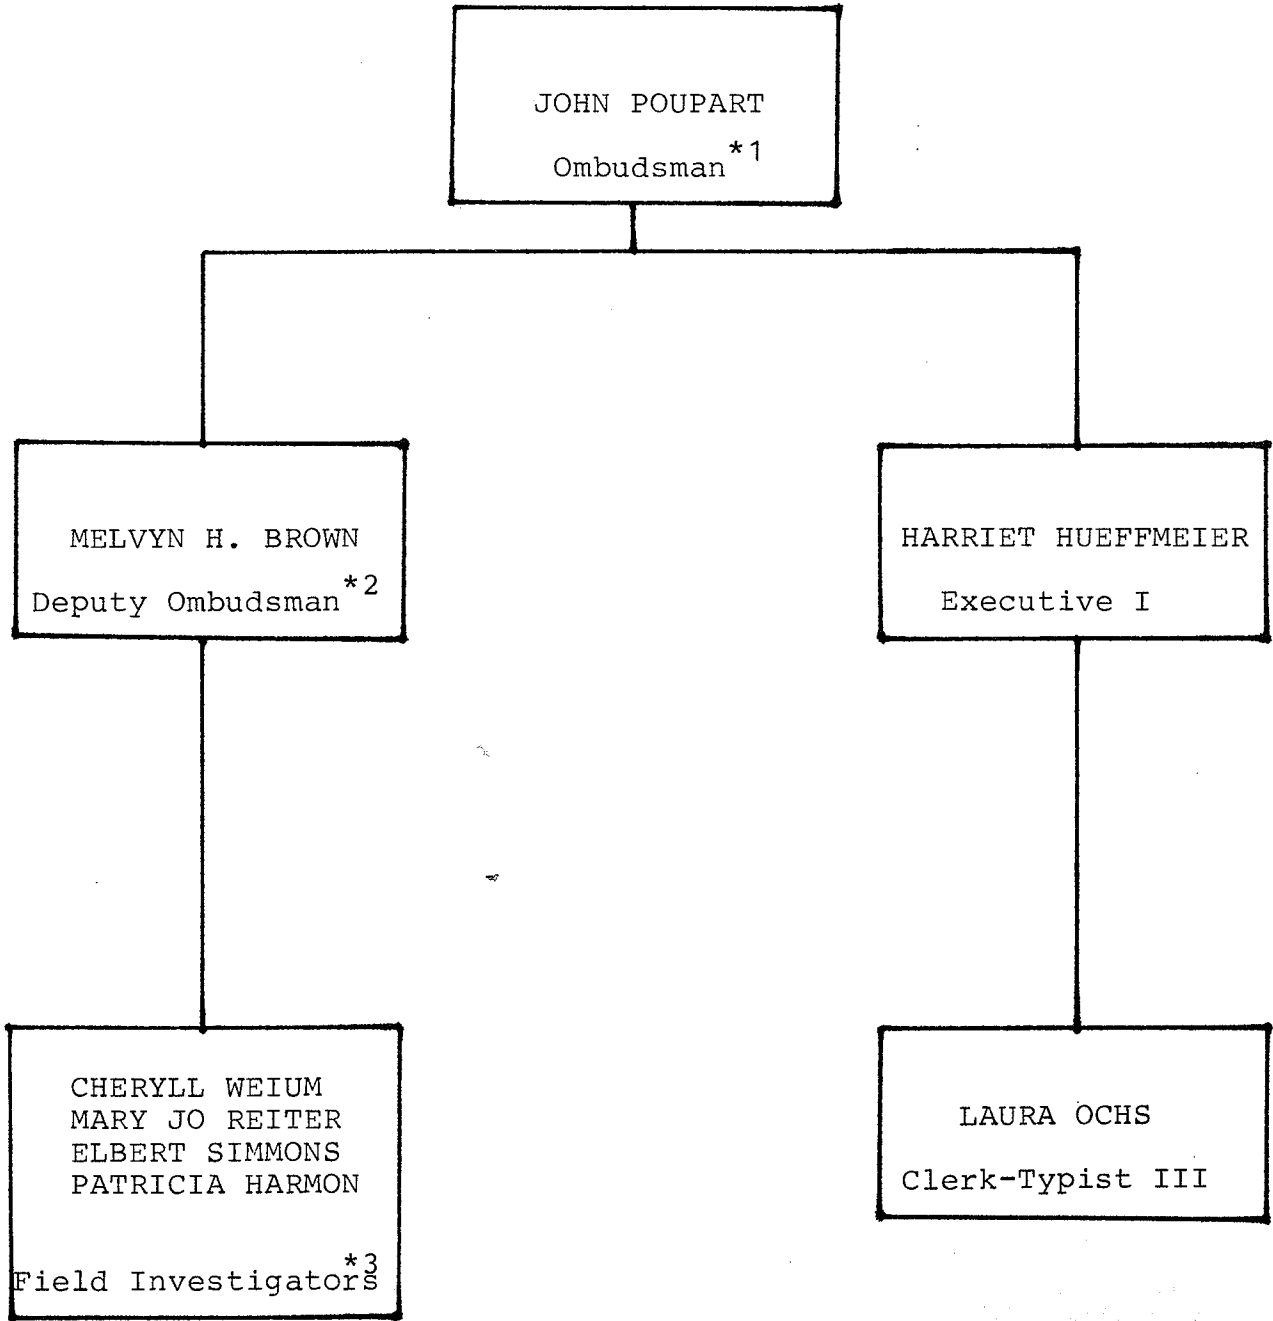 JOHN POUPART
Ombudsman*1
MELVYN H. BROWN
Deputy Ombudsman*2
HARRIET HUEFFMEIER
Executive I
CHERYLL WEIUM
MARY JO REITER
ELBERT SIMMONS
PATRICIA HARMON
Field Investigators*3
LAURA OCHS
Clerk-Typist III